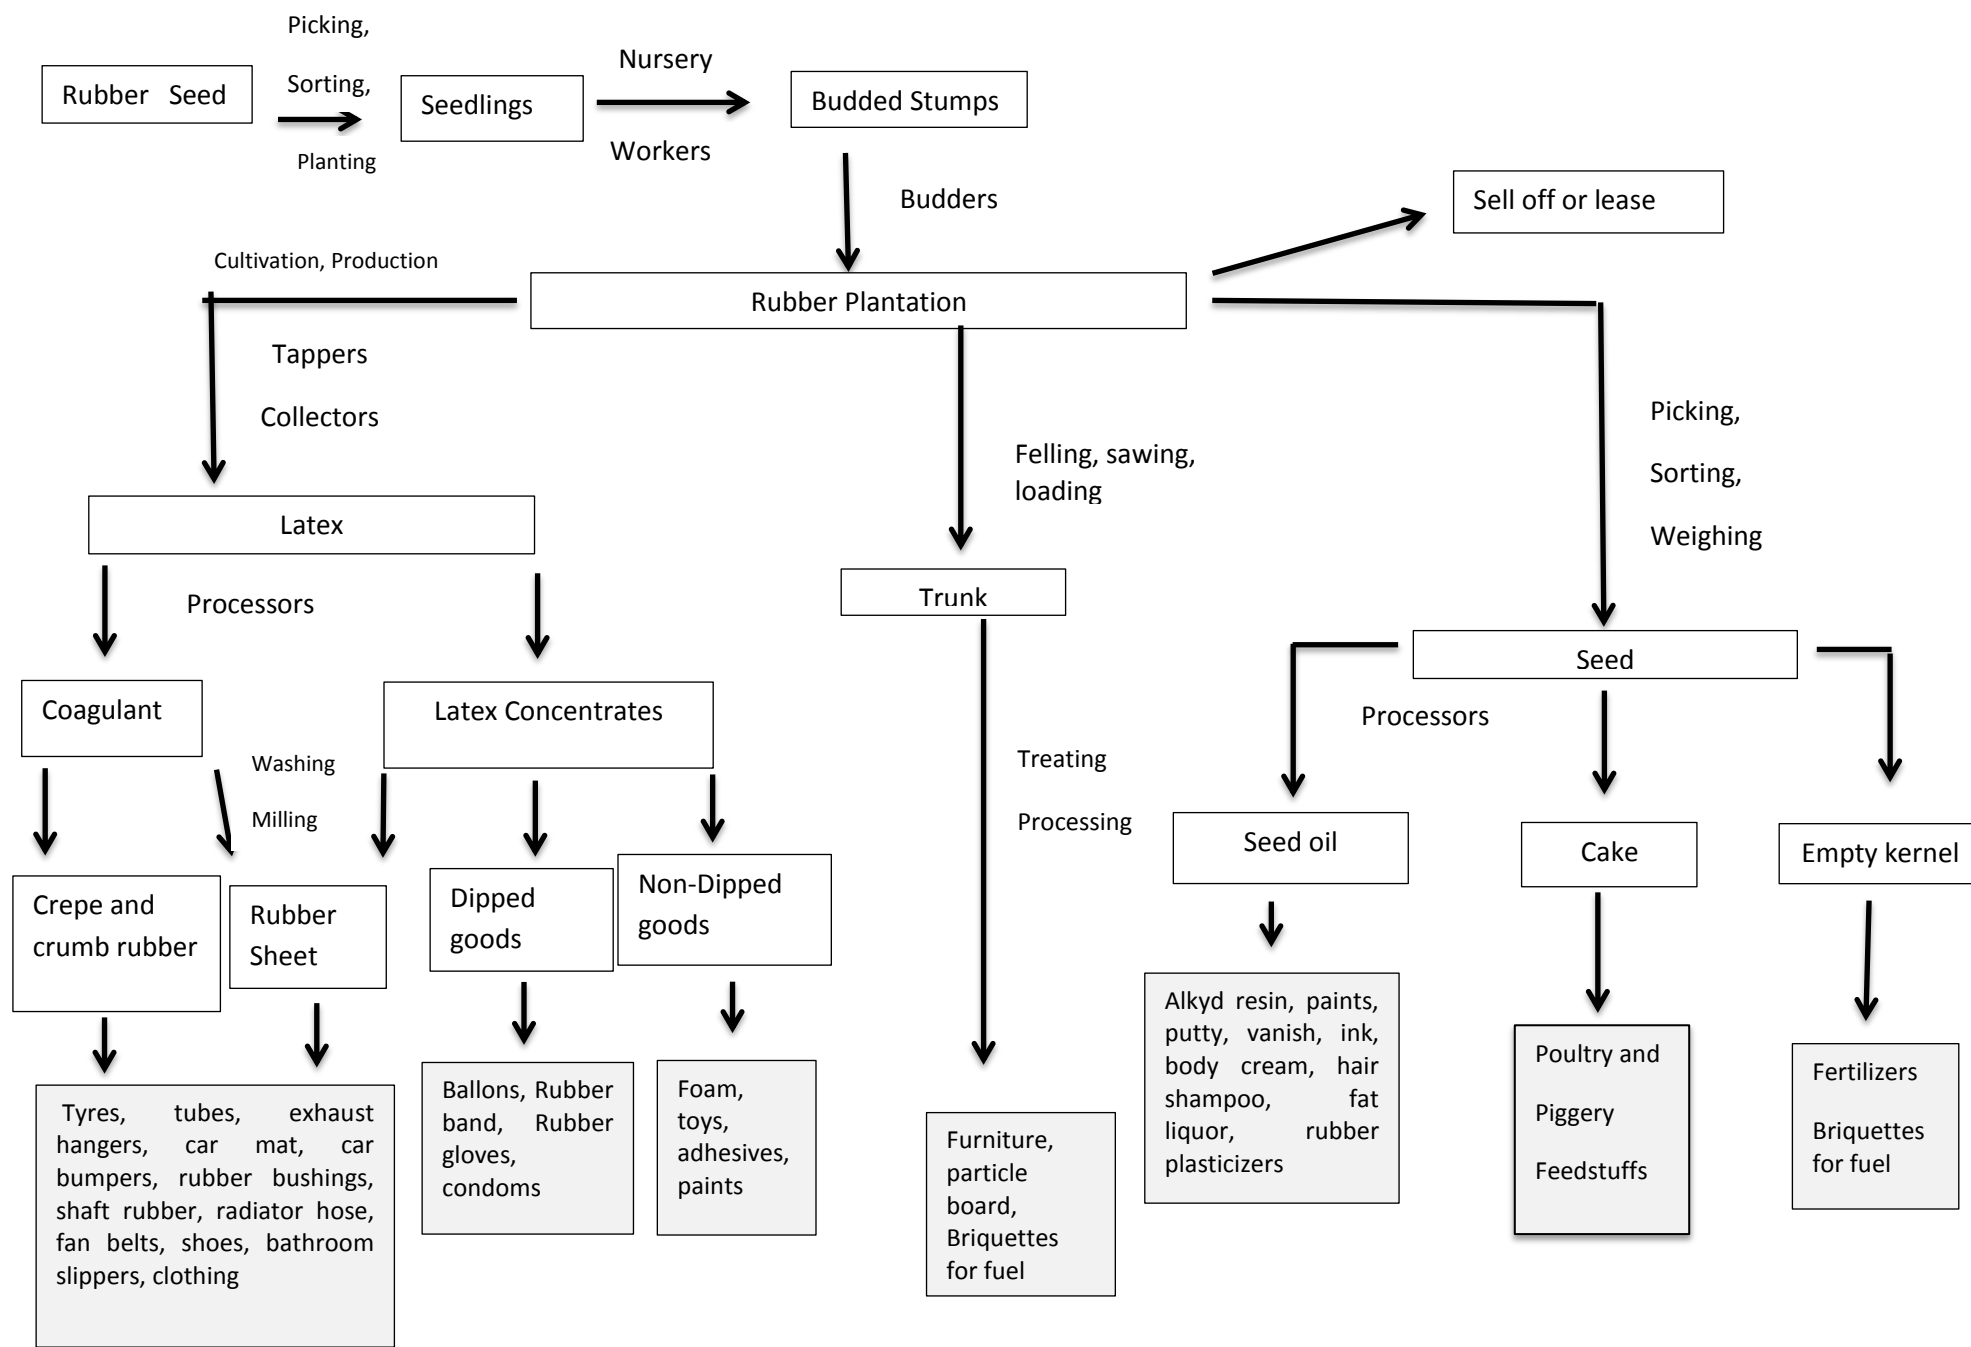 Picking,
Sorting,
Planting
Rubber Seed
Seedlings
Nursery
Workers
Budded Stumps
Budders
Sell off or lease
Cultivation, Production
Rubber Plantation
Tappers
Collectors
Felling, sawing,
loading
Picking,
Sorting,
Weighing
Latex
Processors
Trunk
Seed
Processors
Coagulant
Latex Concentrates
Washing
Milling
Treating
Processing
Seed oil
Cake
Empty kernel
Crepe and
crumb rubber
Rubber
Sheet
Dipped
goods
Non-Dipped
goods
Tyres, tubes, exhaust
hangers, car mat, car
bumpers, rubber bushings,
shaft rubber, radiator hose,
fan belts, shoes, bathroom
slippers, clothing
Ballons, Rubber
band, Rubber
gloves,
condoms
Foam,
toys,
adhesives,
paints
Furniture,
particle
board,
Briquettes
for fuel
Alkyd resin, paints,
putty, vanish, ink,
body cream, hair
shampoo, fat
liquor, rubber
plasticizers
Poultry and
Piggery
Feedstuffs
Fertilizers
Briquettes
for fuel